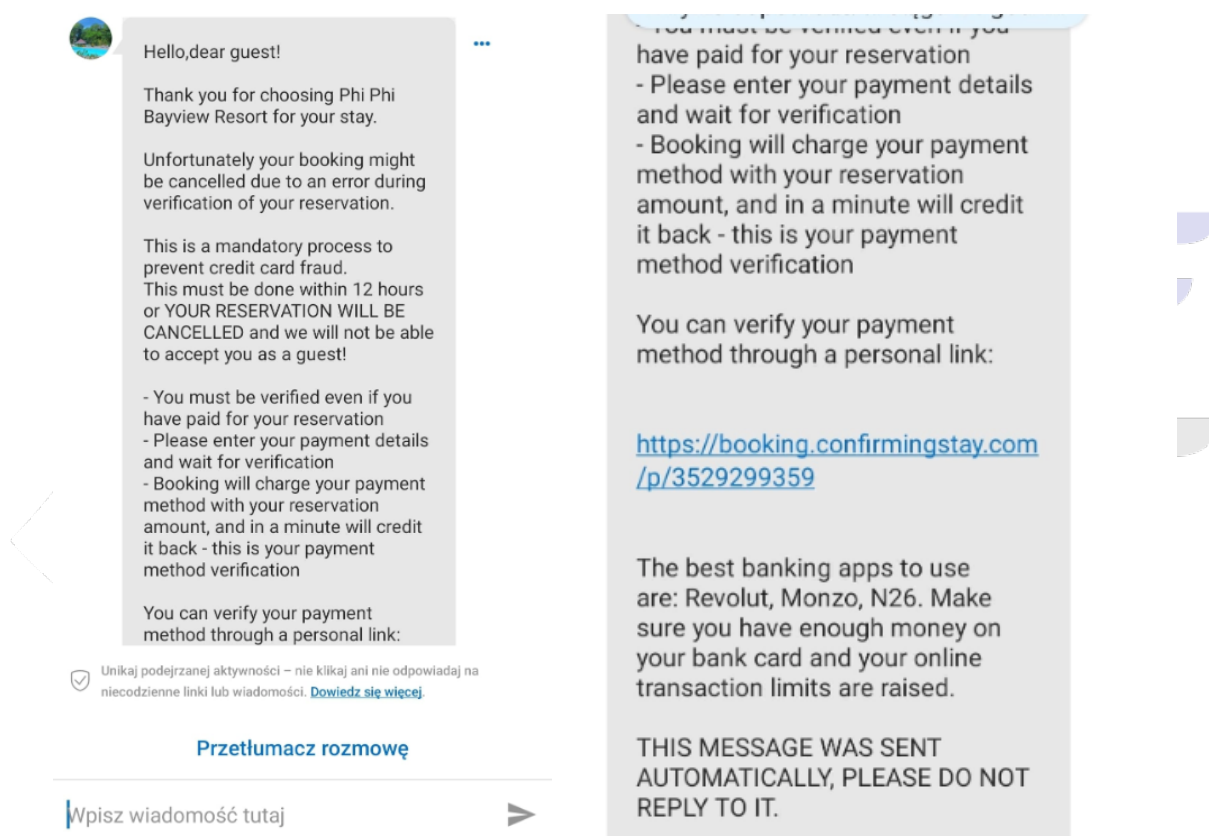 Hello,dear guest!
Thank you for choosing Phi Phi
Bayview Resort for your stay.
Unfortunately your booking might
be cancelled due to an error during
verification of your reservation.
This is a mandatory process to
prevent credit card fraud.
This must be done within 12 hours
or YOUR RESERVATION WILL BE
CANCELLED and we will not be able
to accept you as a guest!
- You must be verified even if you
have paid for your reservation
- Please enter your payment details
and wait for verification
- Booking will charge your payment
method with your reservation
amount, and in a minute will credit
it back - this is your payment
method verification
You can verify your payment
method through a personal link:
Unikaj podejrzanej aktywności – nie klikaj ani nie odpowiadaj na
niecodzienne linki lub wiadomości. Dowiedz się więcej.
Przetłumacz rozmowę
Wpisz wiadomość tutaj
- You must be verified even if you
have paid for your reservation
- Please enter your payment details
and wait for verification
- Booking will charge your payment
method with your reservation
amount, and in a minute will credit
it back - this is your payment
method verification
You can verify your payment
method through a personal link:
https://booking.confirmingstay.com
/p/3529299359
The best banking apps to use
are: Revolut, Monzo, N26. Make
sure you have enough money on
your bank card and your online
transaction limits are raised.
THIS MESSAGE WAS SENT
AUTOMATICALLY, PLEASE DO NOT
REPLY TO IT.